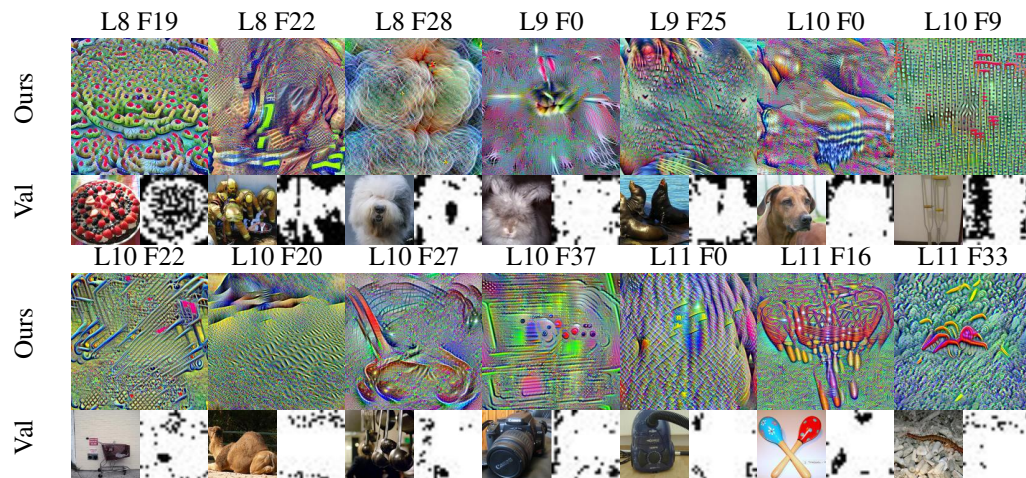 L8 F19 L8 F22 L8 F28 L9 F0 L9 F25 L10 F0 L10 F9
Ours
Val
L10 F22 L10 F20 L10 F27 L10 F37 L11 F0 L11 F16 L11 F33
Ours
Val
Canon